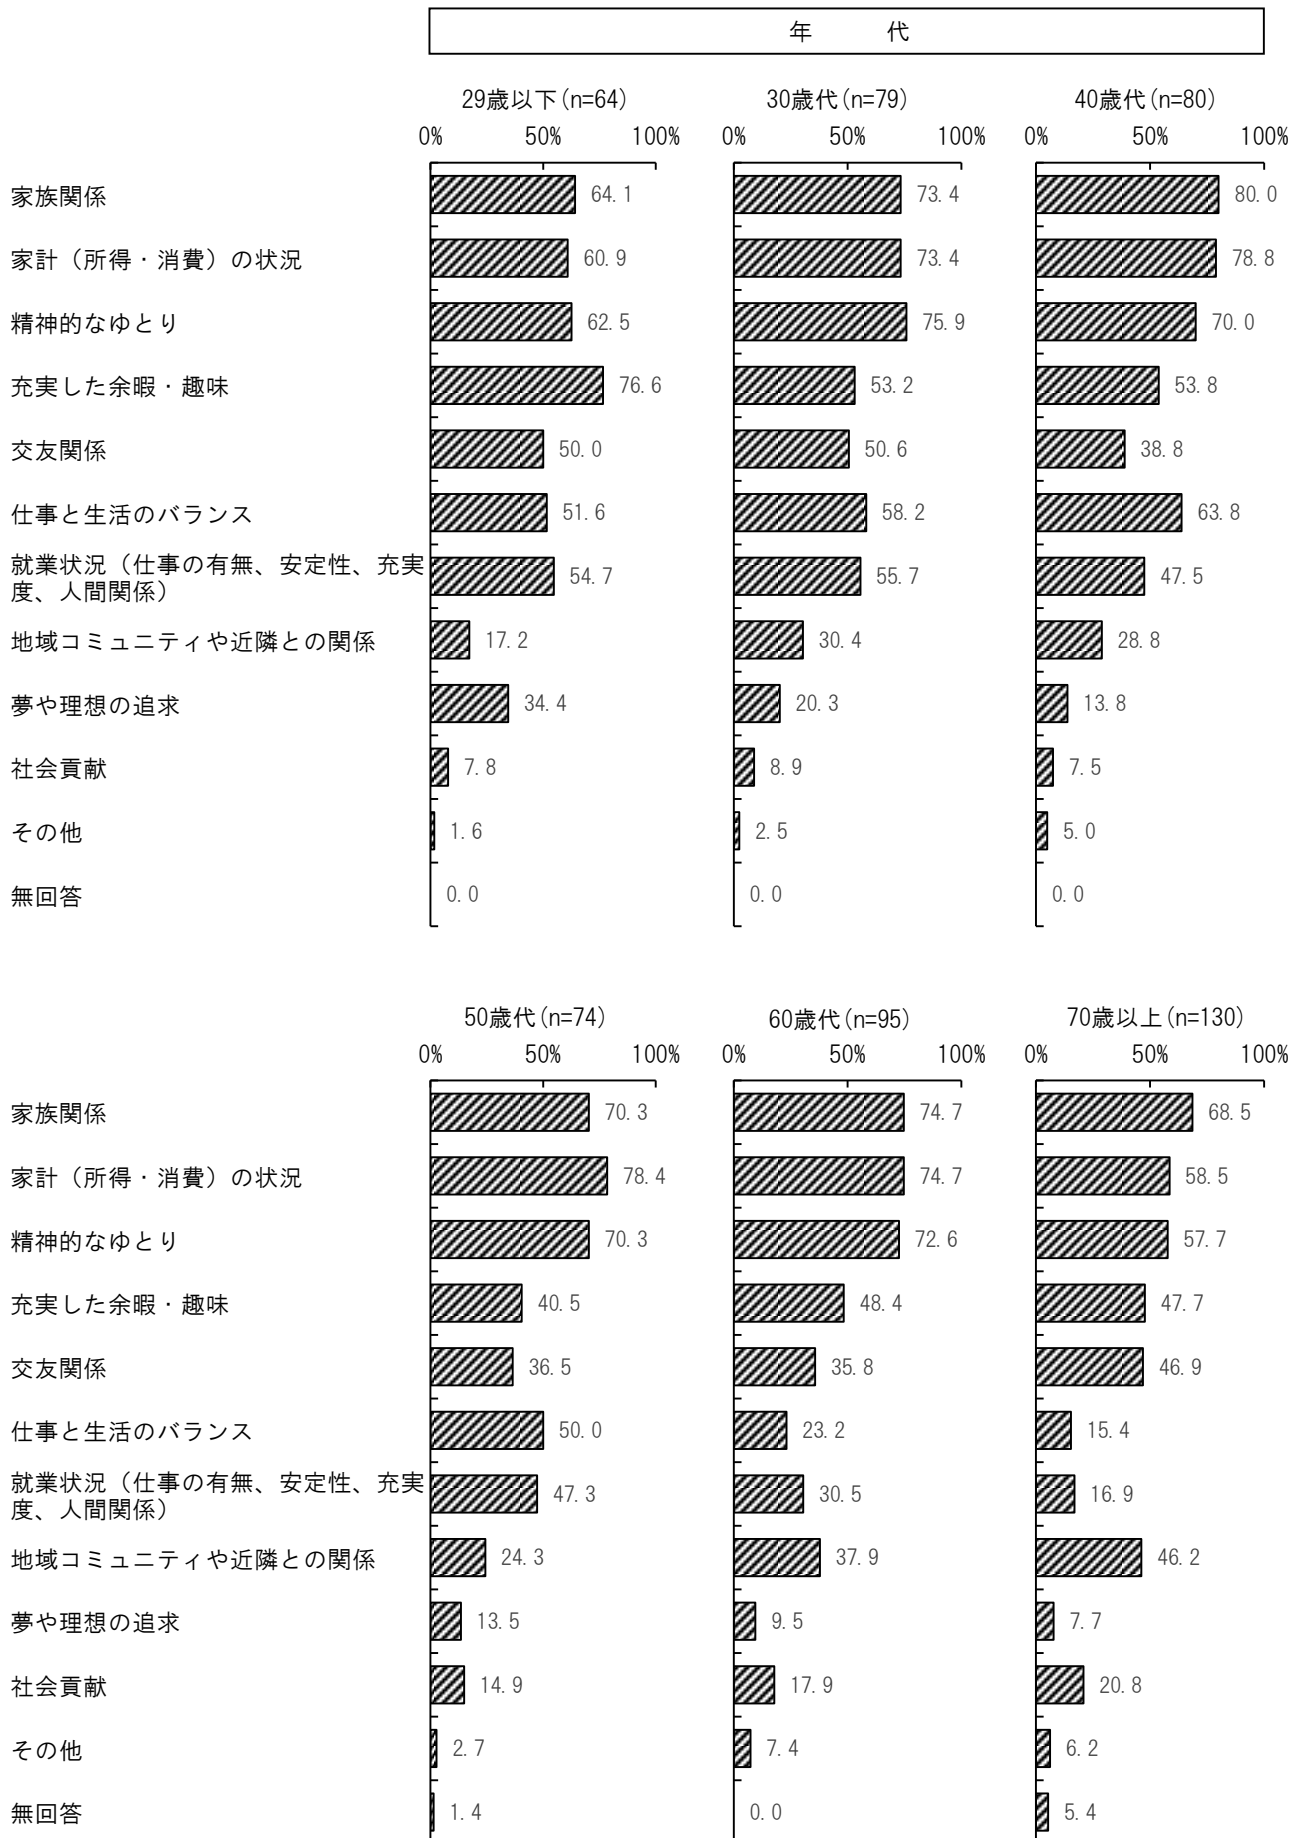 年　代
29歳以下(n=64) 30歳代(n=79) 40歳代(n=80)
0% 50% 100% 0% 50% 100% 0% 50% 100%
家族関係 64.1 73.4 80.0
家計（所得・消費）の状況 60.9 73.4 78.8
精神的なゆとり 62.5 75.9 70.0
充実した余暇・趣味 76.6 53.2 53.8
交友関係 50.0 50.6 38.8
仕事と生活のバランス 51.6 58.2 63.8
就業状況（仕事の有無、安定性、充実
度、人間関係） 54.7 55.7 47.5
地域コミュニティや近隣との関係 17.2 30.4 28.8
夢や理想の追求 34.4 20.3 13.8
社会貢献 7.8 8.9 7.5
その他 1.6 2.5 5.0
無回答 0.0 0.0 0.0
50歳代(n=74) 60歳代(n=95) 70歳以上(n=130)
0% 50% 100% 0% 50% 100% 0% 50% 100%
家族関係 70.3 74.7 68.5
家計（所得・消費）の状況 78.4 74.7 58.5
精神的なゆとり 70.3 72.6 57.7
充実した余暇・趣味 40.5 48.4 47.7
交友関係 36.5 35.8 46.9
仕事と生活のバランス 50.0 23.2 15.4
就業状況（仕事の有無、安定性、充実
度、人間関係） 47.3 30.5 16.9
地域コミュニティや近隣との関係 24.3 37.9 46.2
夢や理想の追求 13.5 9.5 7.7
社会貢献 14.9 17.9 20.8
その他 2.7 7.4 6.2
無回答 1.4 0.0 5.4